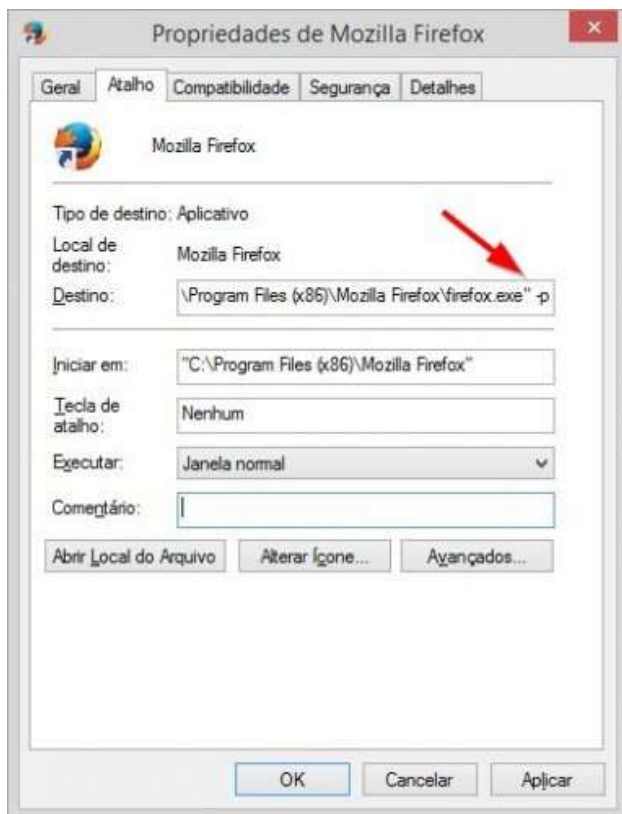 Propriedades de Mozilla Firefox
Geral Atalho Compatibilidade Segurança Detalhes
Mozilla Firefox
Tipo de destino: Aplicativo
Local de destino: Mozilla Firefox
Destino: \Program Files (x86)\Mozilla Firefox\firefox.exe" -p
Iniciar em: "C:\Program Files (x86)\Mozilla Firefox"
Tecla de atalho: Nenhum
Executar: Janela normal
Comentário:
Abrir Local do Arquivo Alterar Ícone... Avançados...
OK Cancelar Aplicar